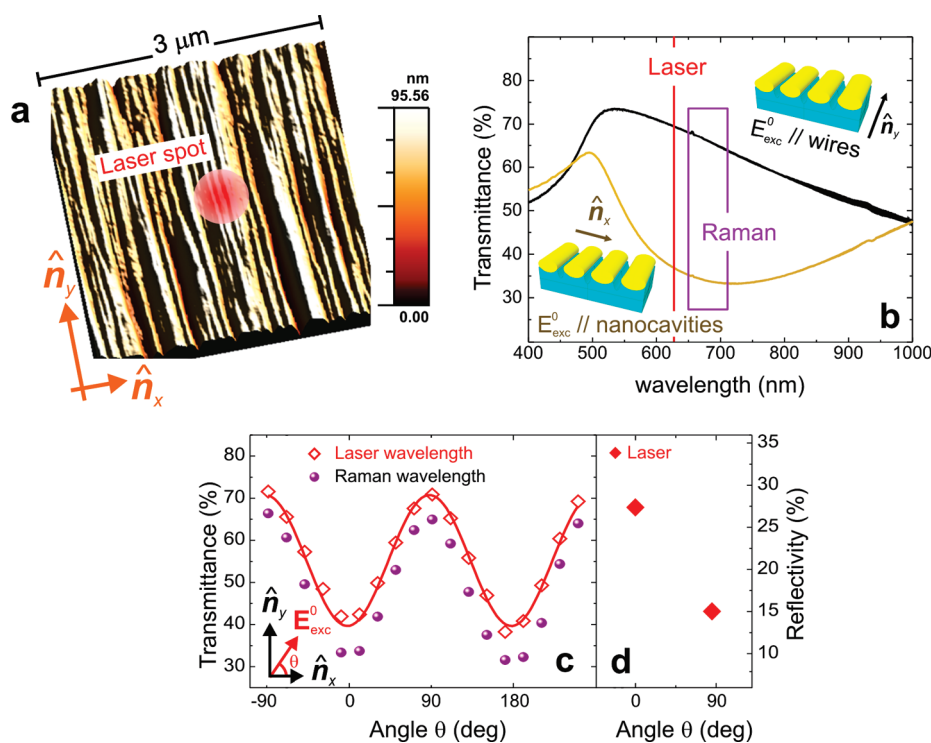 a
3 μm
Laser spot
n̂y
n̂x
nm
95.56
0.00
b
Transmittance (%)
70
60
50
40
30
Laser
Raman
E⁰exc // wires
n̂y
n̂x
E⁰exc // nanocavities
400 500 600 700 800 900 1000
wavelength (nm)
c
Transmittance (%)
70
60
50
40
30
Laser wavelength
Raman wavelength
n̂y
E⁰exc
θ
n̂x
-90 0 90 180
Angle θ (deg)
d
Laser
35
30
25
20
15
10
Reflectivity (%)
0 90
Angle θ (deg)